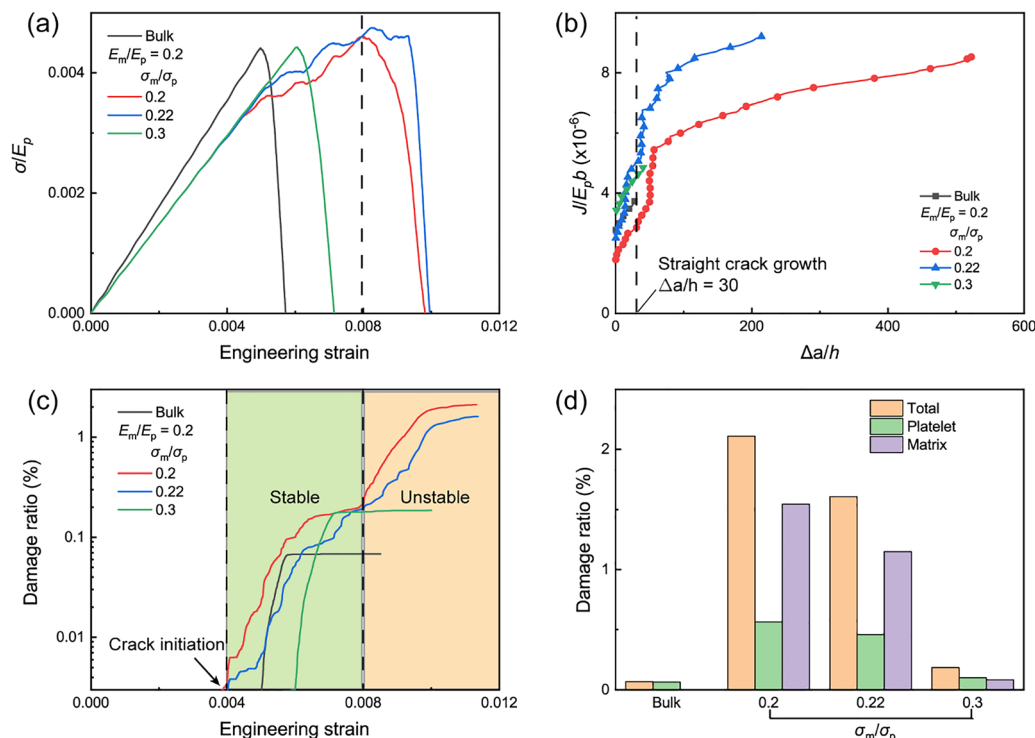 (a)
σ/Eₚ
0.004
0.002
0.000
Bulk
Eₘ/Eₚ = 0.2
σₘ/σₚ
0.2
0.22
0.3
0.000
0.004
0.008
0.012
Engineering strain
(b)
J/Eₚb (x10⁻⁶)
8
4
0
Bulk
Eₘ/Eₚ = 0.2
σₘ/σₚ
0.2
0.22
0.3
Straight crack growth
Δa/h = 30
0
200
400
600
Δa/h
(c)
Damage ratio (%)
1
0.1
0.01
Bulk
Eₘ/Eₚ = 0.2
σₘ/σₚ
0.2
0.22
0.3
Stable
Unstable
Crack initiation
0.000
0.004
0.008
0.012
Engineering strain
(d)
Damage ratio (%)
2
1
0
Total
Platelet
Matrix
Bulk
0.2
0.22
0.3
σₘ/σₚ